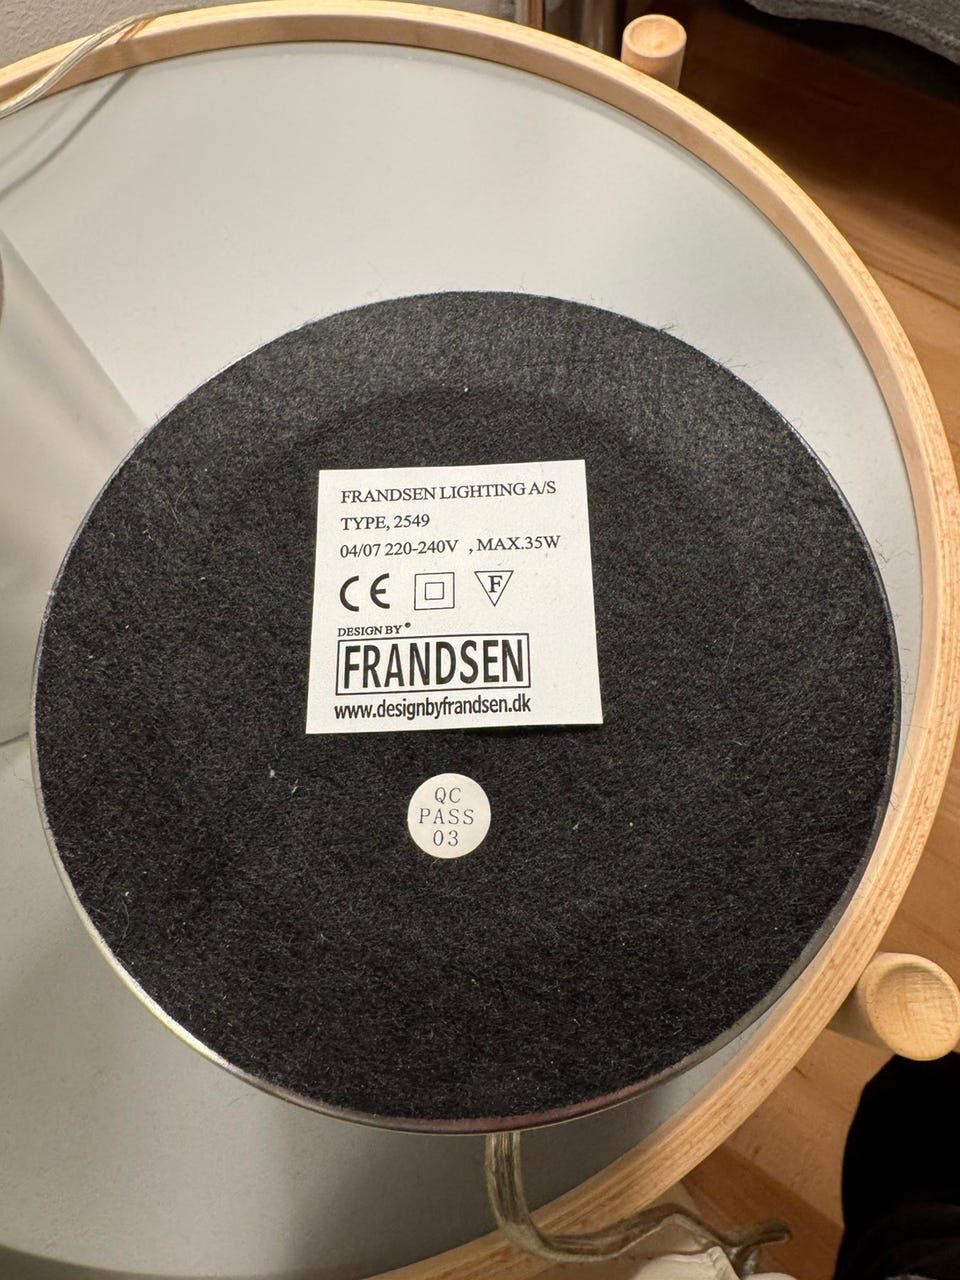 FRANDSEN LIGHTING A/S
TYPE, 2549
04/07 220-240V , MAX.35W
CE F
DESIGN BY®
FRANDSEN
www.designbyfrandsen.dk
QC
PASS
03